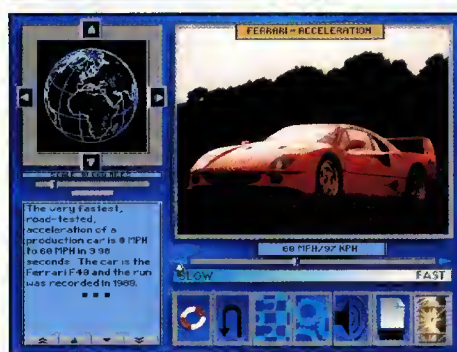 FERRARI - ACCELERATION
The very fastest,
road-tested,
acceleration of a
production car is 0 MPH
to 60 MPH in 3 98
seconds The car is the
Ferrari F40 and the run
was recorded in 1989.
60 MPH/97 KPH
SLOW
FAST